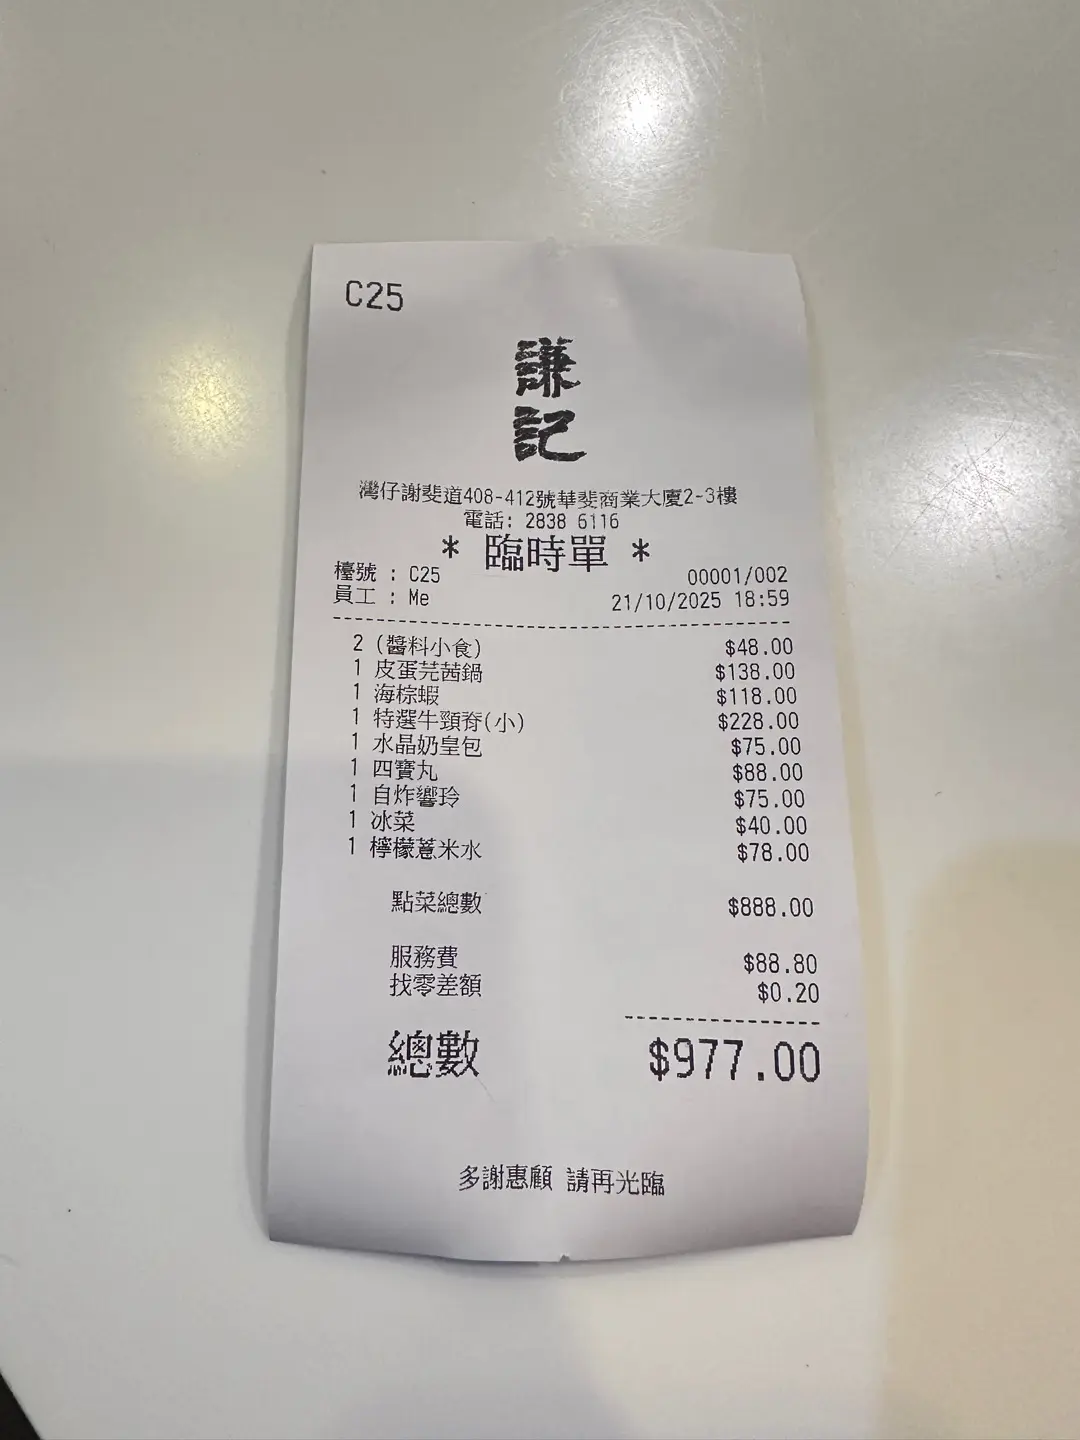 C25
謙
記
灣仔謝斐道408-412號華斐商業大廈2-3樓
電話: 2838 6116
* 臨時單 *
檯號 : C25 00001/002
員工 : Me 21/10/2025 18:59
2 (醬料小食) $48.00
1 皮蛋芫茜鍋 $138.00
1 海棕蝦 $118.00
1 特選牛頸脊(小) $228.00
1 水晶奶皇包 $75.00
1 四寶丸 $88.00
1 自炸響玲 $75.00
1 冰菜 $40.00
1 檸檬薏米水 $78.00
點菜總數 $888.00
服務費 $88.80
找零差額 $0.20
總數 $977.00
多謝惠顧 請再光臨